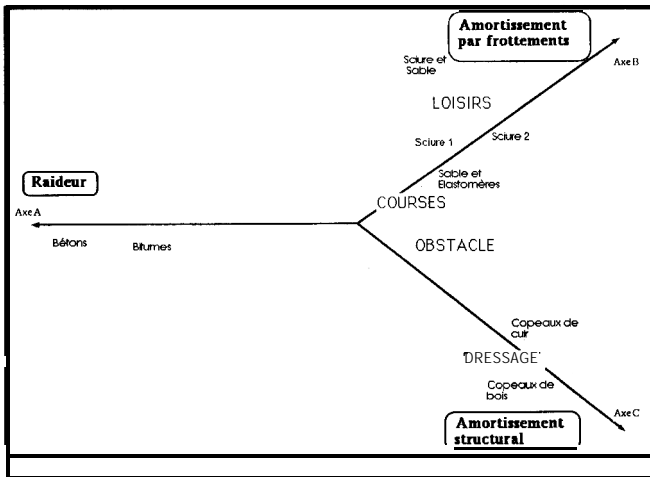 Amortissement
par frottements
Sciure et
Sable
Axe B
LOISIRS
Sciure 1
Sciure 2
Sable et
Elastomères
Raideur
COURSES
Axe A
Bétons
Bitumes
OBSTACLE
Copeaux de
cuir
'DRESSAGE'
Copeaux de
bois
Axe C
Amortissement
structural